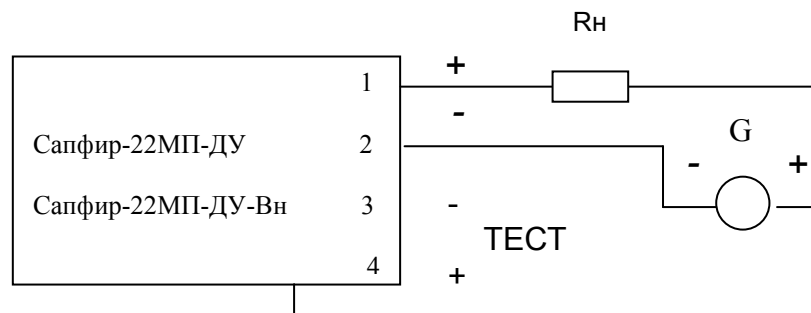 Rн
1 +
-
Сапфир-22МП-ДУ 2 G
- +
Сапфир-22МП-ДУ-Вн 3 -
ТЕСТ
4 +